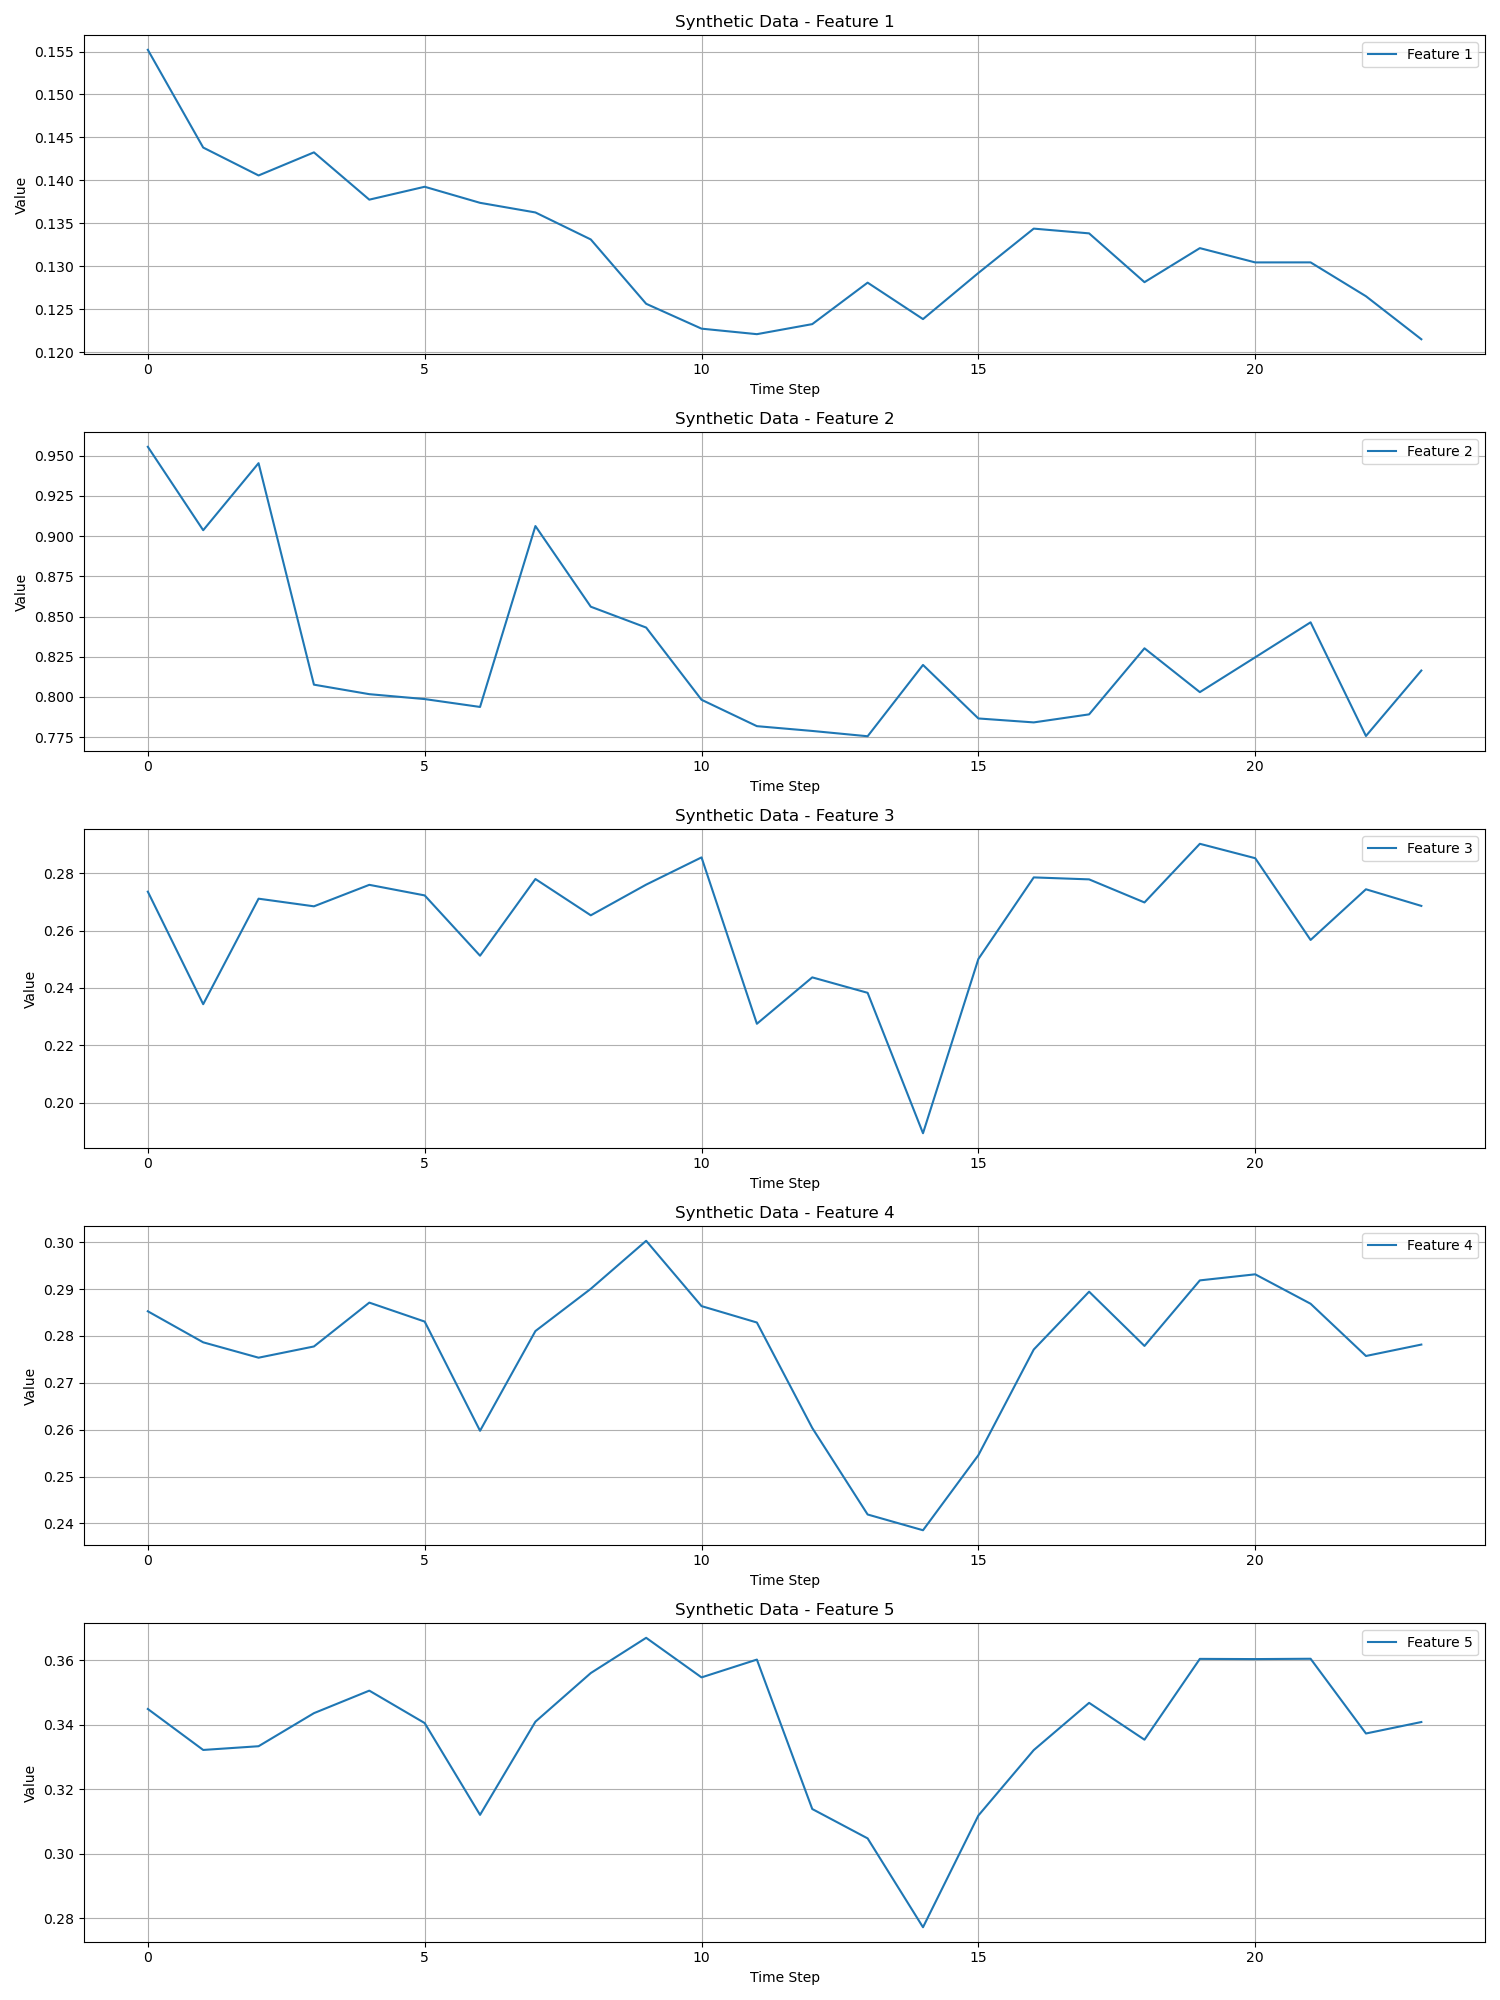 Synthetic Data - Feature 1
Feature 1
0.155
0.150
0.145
0.140
0.135
0.130
0.125
0.120
Value
0 5 10 15 20
Time Step
Synthetic Data - Feature 2
Feature 2
0.950
0.925
0.900
0.875
0.850
0.825
0.800
0.775
Value
0 5 10 15 20
Time Step
Synthetic Data - Feature 3
Feature 3
0.28
0.26
0.24
0.22
0.20
Value
0 5 10 15 20
Time Step
Synthetic Data - Feature 4
Feature 4
0.30
0.29
0.28
0.27
0.26
0.25
0.24
Value
0 5 10 15 20
Time Step
Synthetic Data - Feature 5
Feature 5
0.36
0.34
0.32
0.30
0.28
Value
0 5 10 15 20
Time Step